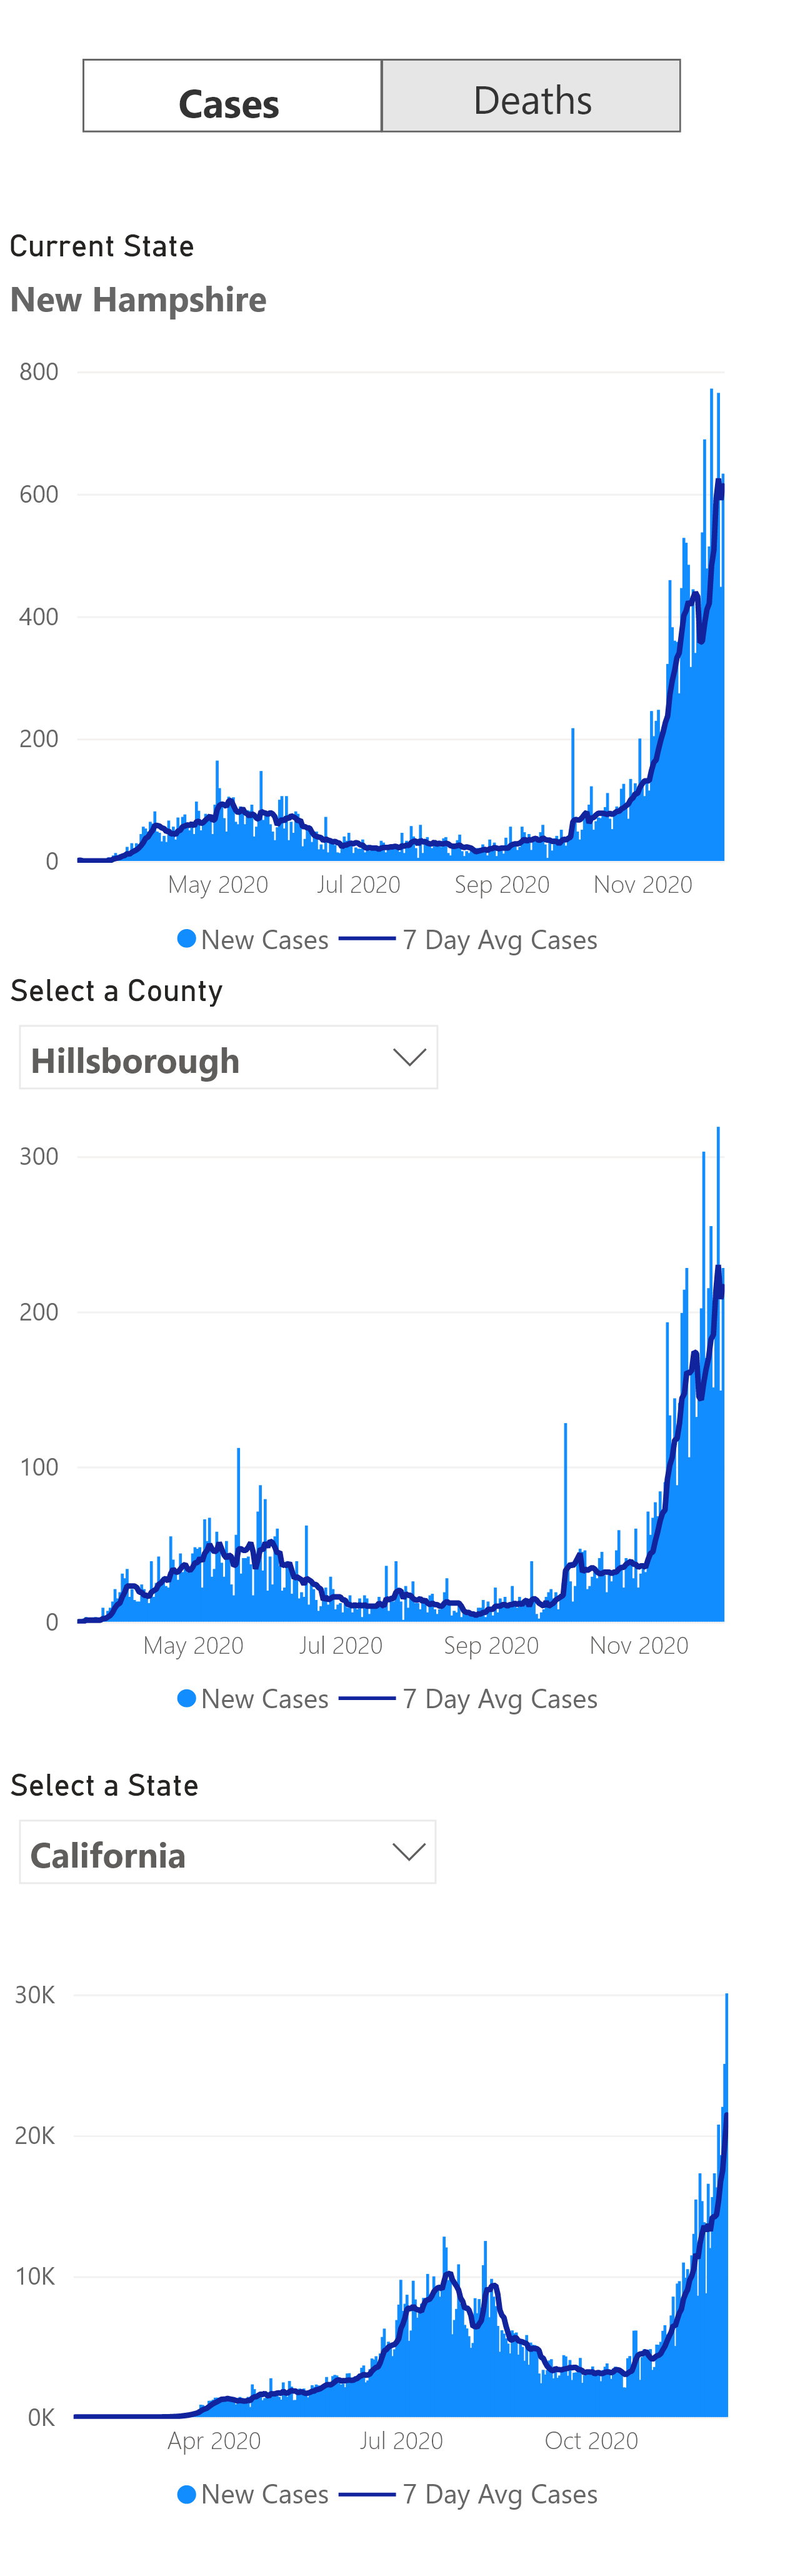 Cases Deaths
Current State
New Hampshire
800
600
400
200
0
May 2020 Jul 2020 Sep 2020 Nov 2020
New Cases 7 Day Avg Cases
Select a County
Hillsborough
300
200
100
0
May 2020 Jul 2020 Sep 2020 Nov 2020
New Cases 7 Day Avg Cases
Select a State
California
30K
20K
10K
0K
Apr 2020 Jul 2020 Oct 2020
New Cases 7 Day Avg Cases